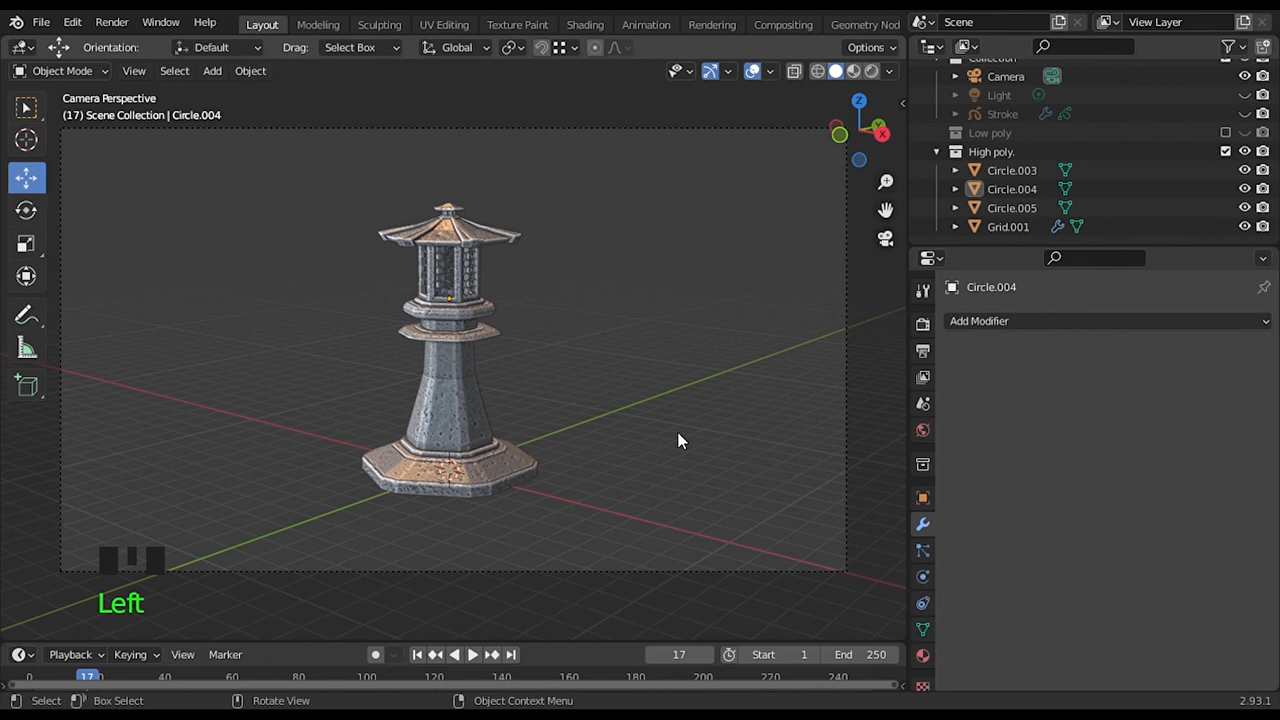 File Edit Render Window Help Layout Modeling Sculpting UV Editing Texture Paint Shading Animation Rendering Compositing Geometry Nod Scene View Layer
Orientation: Default Drag: Select Box Global Options
Object Mode View Select Add Object
Camera Perspective
(17) Scene Collection | Circle.004
Z
Y
X
Camera
Light
Stroke
Low poly
High poly.
Circle.003
Circle.004
Circle.005
Grid.001
Circle.004
Add Modifier
Left
Playback Keying View Marker 17 Start 1 End 250
0 17 40 60 80 100 120 140 160 180 200 220 240
Select Box Select Rotate View Object Context Menu 2.93.1